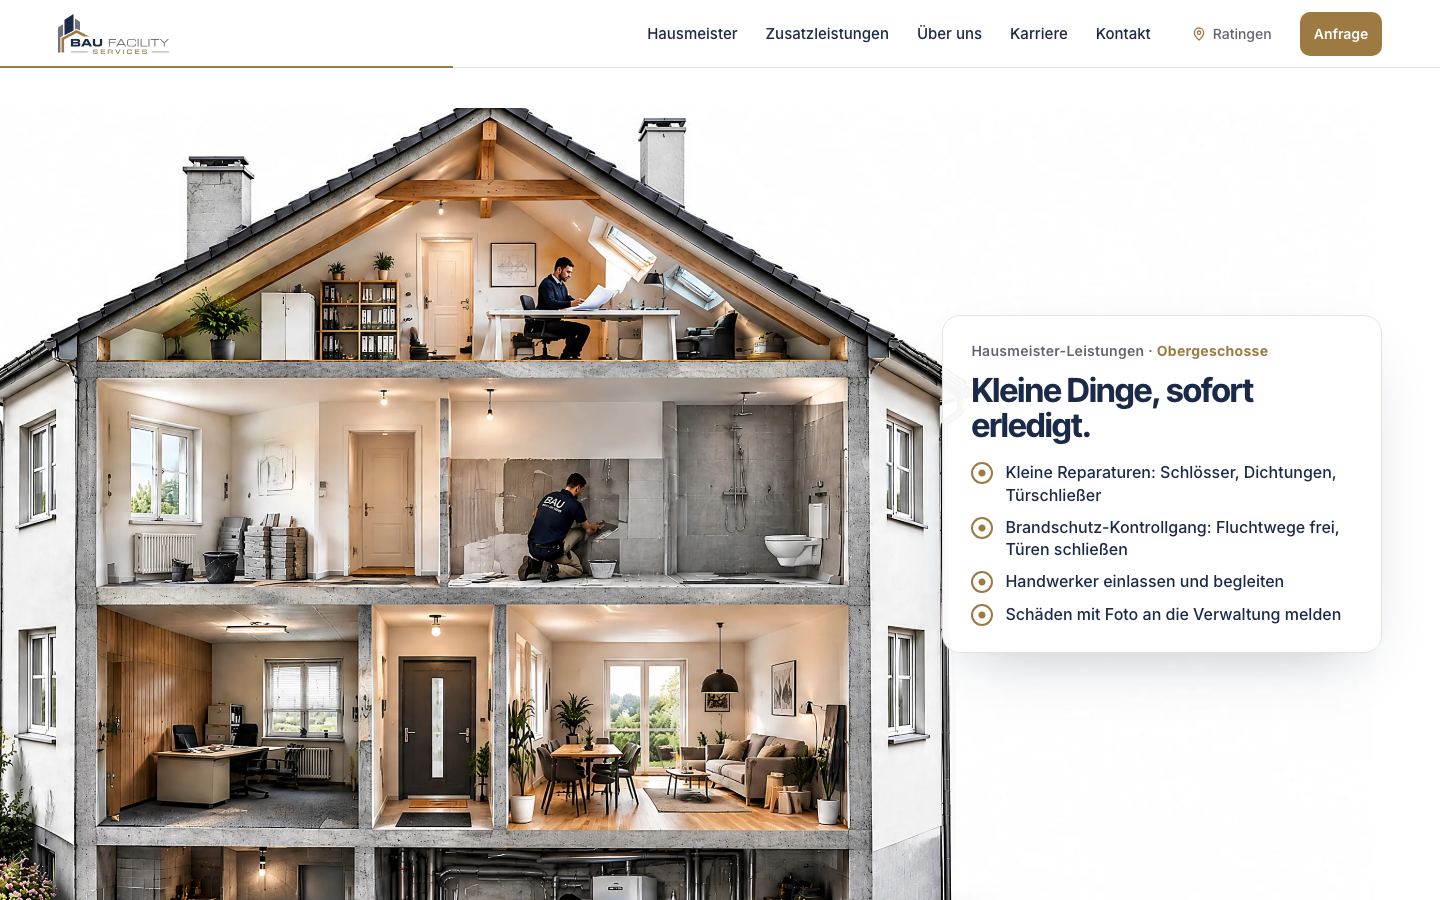 BAU FACILITY
SERVICES
Hausmeister
Zusatzleistungen
Über uns
Karriere
Kontakt
Ratingen
Anfrage
Hausmeister-Leistungen · Obergeschosse
Kleine Dinge, sofort
erledigt.
Kleine Reparaturen: Schlösser, Dichtungen,
Türschließer
Brandschutz-Kontrollgang: Fluchtwege frei,
Türen schließen
Handwerker einlassen und begleiten
Schäden mit Foto an die Verwaltung melden
BAU